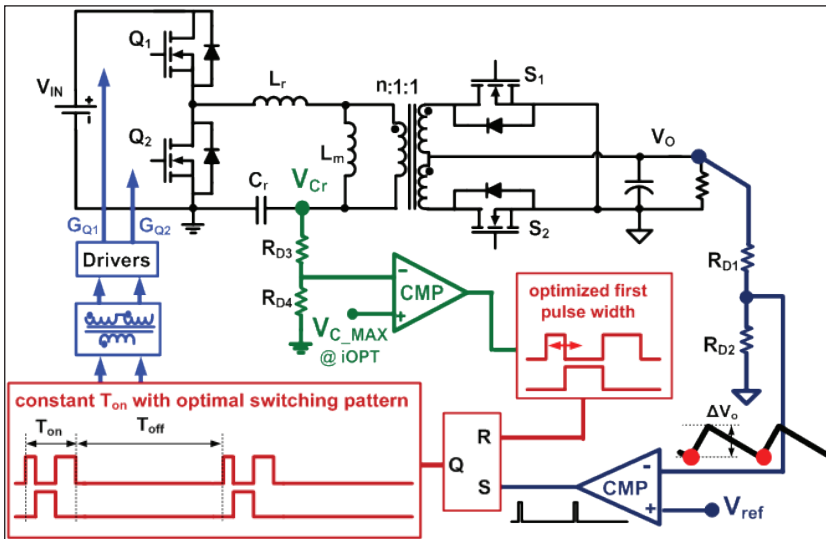 Q1
VIN
Lr
n:1:1
S1
Q2
Lm
VO
Cr
VCr
S2
GQ1
GQ2
Drivers
RD3
RD4
CMP
VC_MAX
@ iOPT
optimized first
pulse width
RD1
RD2
constant Ton with optimal switching pattern
Ton
Toff
Q
R
S
ΔVo
CMP
Vref